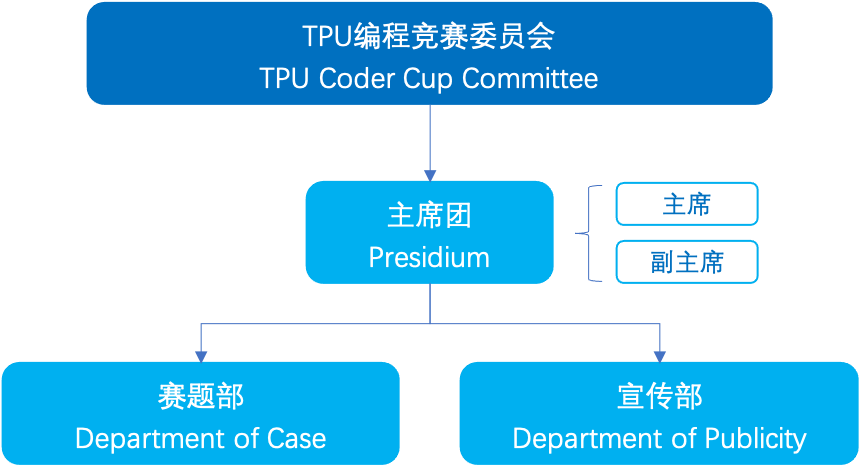 TPU编程竞赛委员会
TPU Coder Cup Committee
主席团
Presidium
主席
副主席
赛题部
Department of Case
宣传部
Department of Publicity